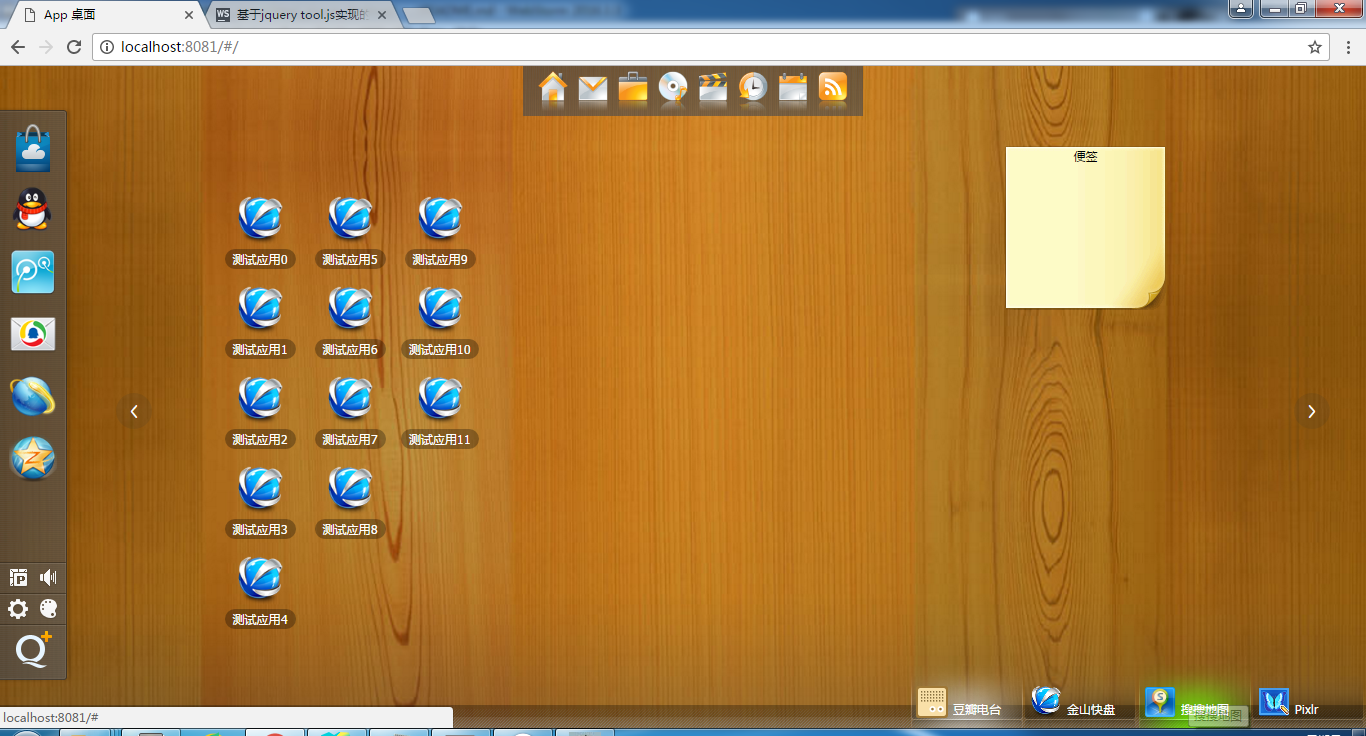 App 桌面
WS 基于jquery tool.js实现的
localhost:8081/#/
便签
测试应用0 测试应用5 测试应用9
测试应用1 测试应用6 测试应用10
测试应用2 测试应用7 测试应用11
测试应用3 测试应用8
测试应用4
豆瓣电台 金山快盘 搜搜地图 Pixlr
搜搜地图
localhost:8081/#